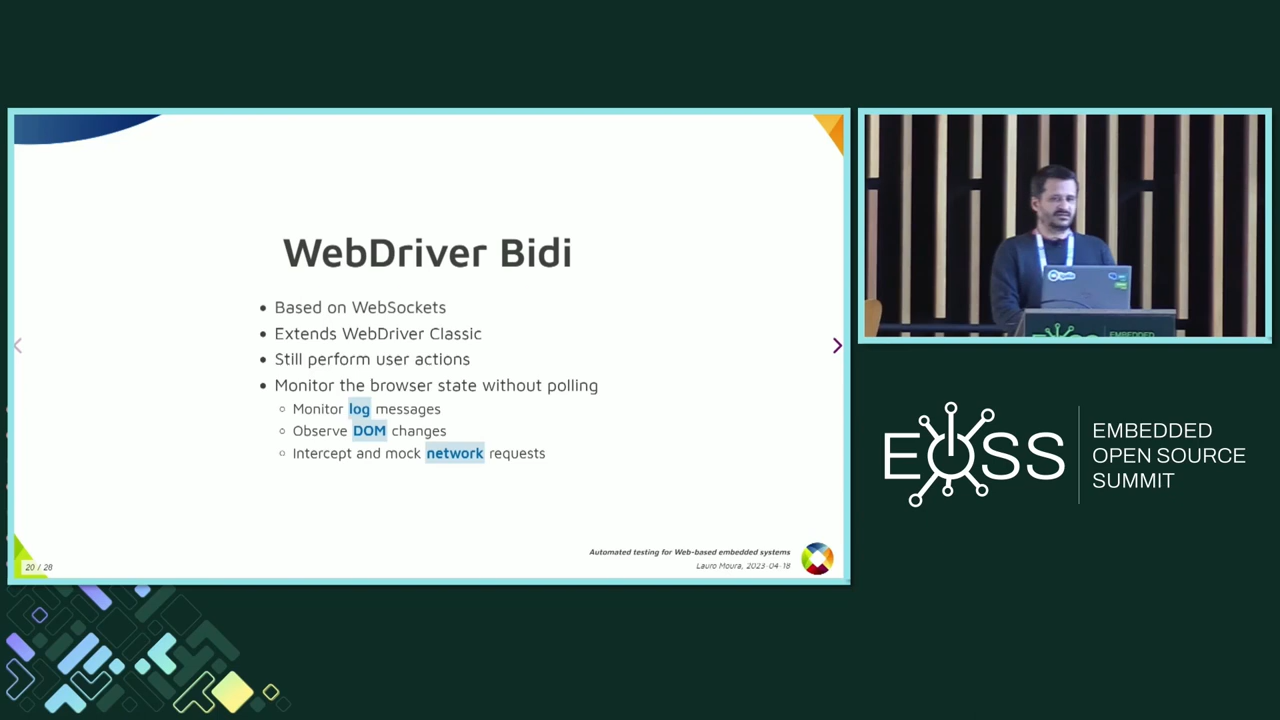 WebDriver Bidi
Based on WebSockets
Extends WebDriver Classic
Still perform user actions
Monitor the browser state without polling
Monitor log messages
Observe DOM changes
Intercept and mock network requests
20 / 28
Automated testing for Web-based embedded systems
Lauro Moura, 2023-04-18
EMBEDDED
EOSS
EMBEDDED
OPEN SOURCE
SUMMIT